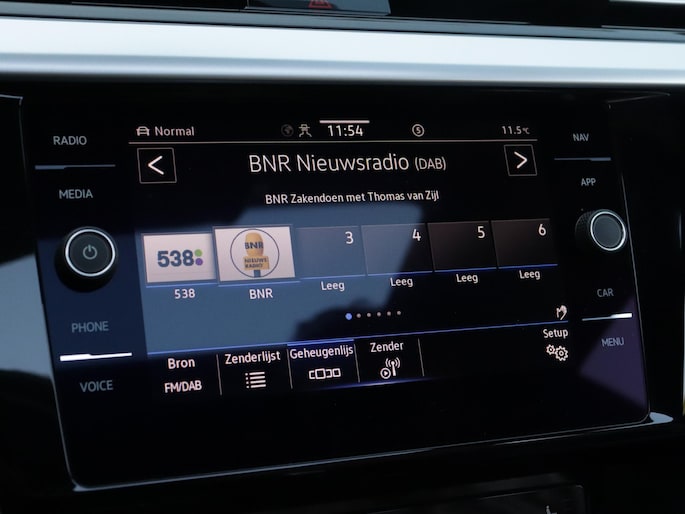 RADIO
MEDIA
PHONE
VOICE
Normal
11:54
5
11.5°C
BNR Nieuwsradio (DAB)
BNR Zakendoen met Thomas van Zijl
538
BNR
NIEUWS
RADIO
3
4
5
6
538
BNR
Leeg
Leeg
Leeg
Leeg
Bron
FM/DAB
Zenderlijst
Geheugenlijs
Zender
Setup
NAV
APP
CAR
MENU